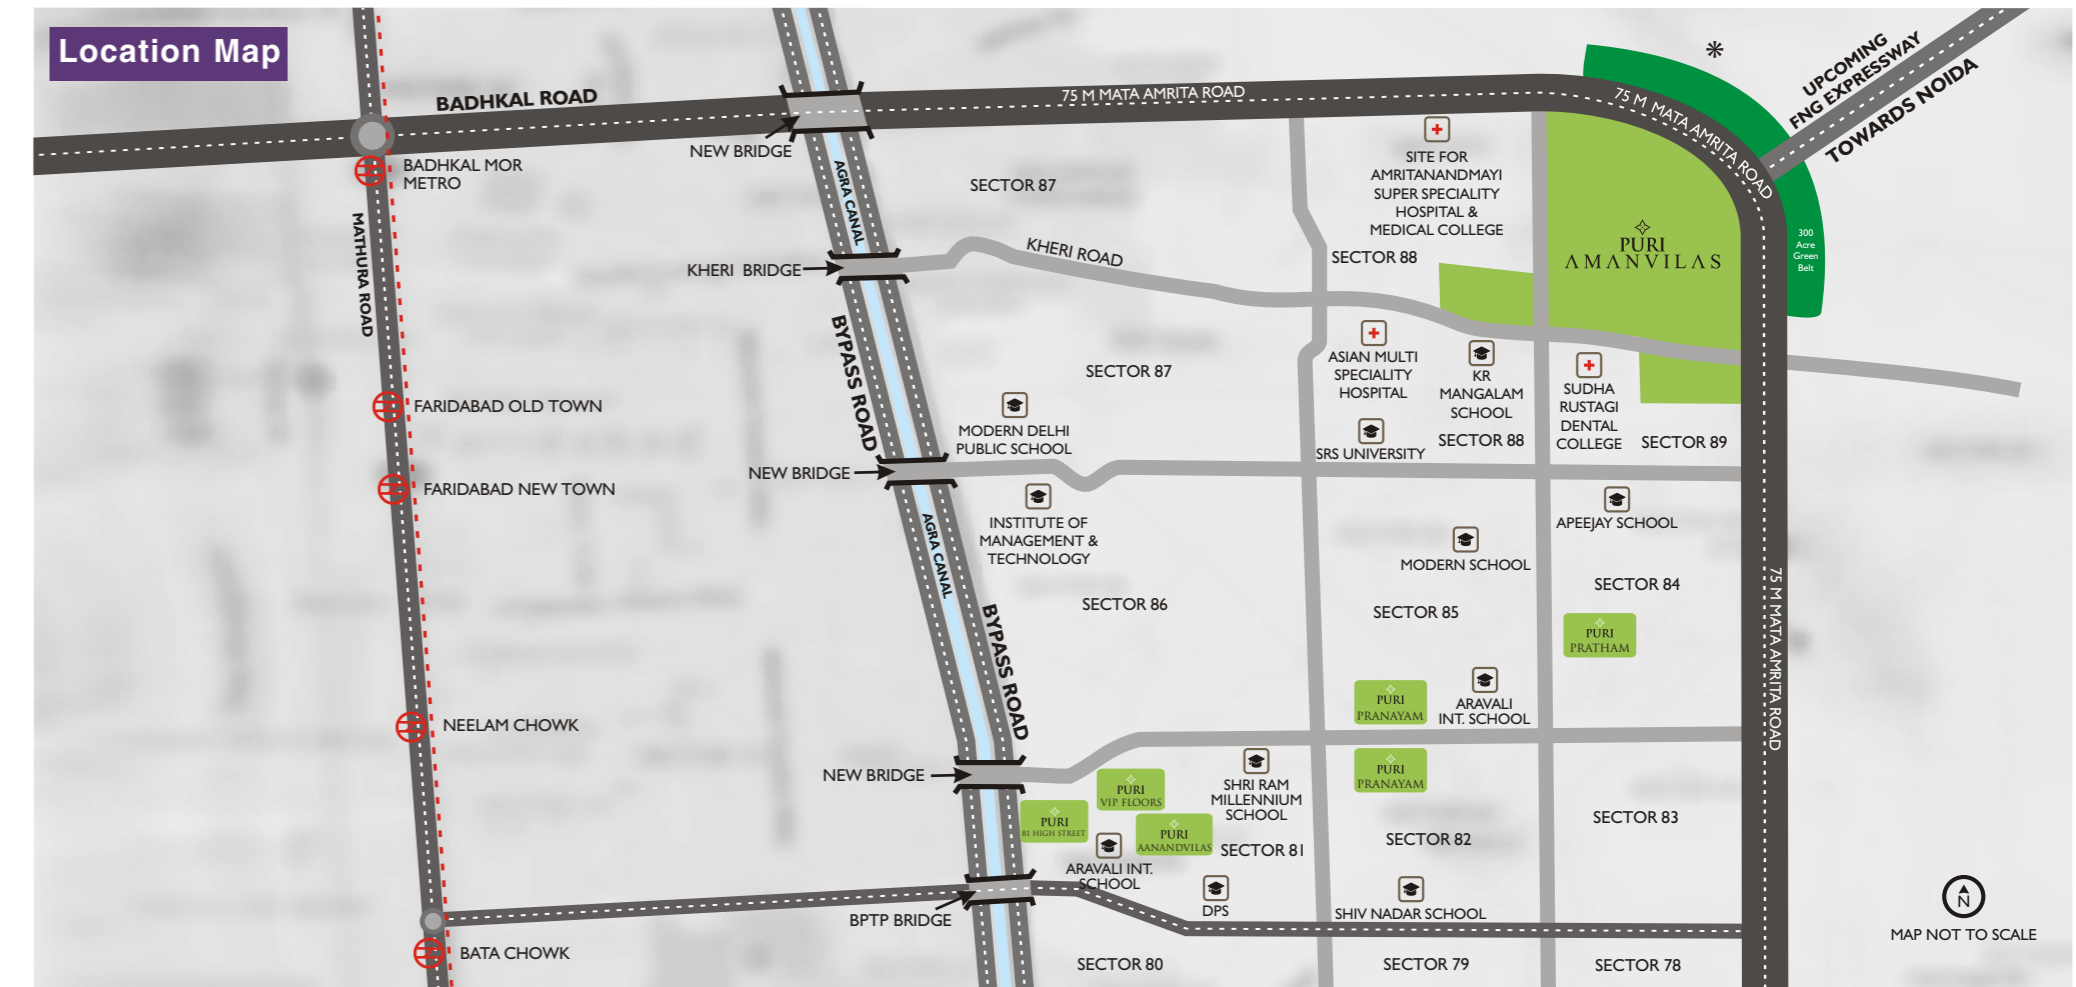 Location Map
BADHKAL ROAD
75 M MATA AMRITA ROAD
75 M MATA AMRITA ROAD
UPCOMING
FNG EXPRESSWAY
TOWARDS NOIDA
NEW BRIDGE
BADHKAL MOR
METRO
MATHURA ROAD
AGRA CANAL
SECTOR 87
SITE FOR
AMRITANANDMAYI
SUPER SPECIALITY
HOSPITAL &
MEDICAL COLLEGE
SECTOR 88
PURI
AMANVILAS
300
Acre
Green
Belt
KHERI BRIDGE
KHERI ROAD
BYPASS ROAD
SECTOR 87
ASIAN MULTI
SPECIALITY
HOSPITAL
KR
MANGALAM
SCHOOL
SUDHA
RUSTAGI
DENTAL
COLLEGE
FARIDABAD OLD TOWN
MODERN DELHI
PUBLIC SCHOOL
SRS UNIVERSITY
SECTOR 88
SECTOR 89
NEW BRIDGE
FARIDABAD NEW TOWN
AGRA CANAL
INSTITUTE OF
MANAGEMENT &
TECHNOLOGY
APEEJAY SCHOOL
MODERN SCHOOL
SECTOR 84
SECTOR 86
SECTOR 85
BYPASS ROAD
75 M MATA AMRITA ROAD
PURI
PRATHAM
PURI
PRANAYAM
ARAVALI
INT. SCHOOL
NEELAM CHOWK
NEW BRIDGE
PURI
PRANAYAM
PURI
VIP FLOORS
SHRI RAM
MILLENNIUM
SCHOOL
PURI
81 HIGH STREET
PURI
AANANDVILAS
SECTOR 81
SECTOR 82
SECTOR 83
ARAVALI INT.
SCHOOL
DPS
SHIV NADAR SCHOOL
BPTP BRIDGE
BATA CHOWK
SECTOR 80
SECTOR 79
SECTOR 78
N
MAP NOT TO SCALE